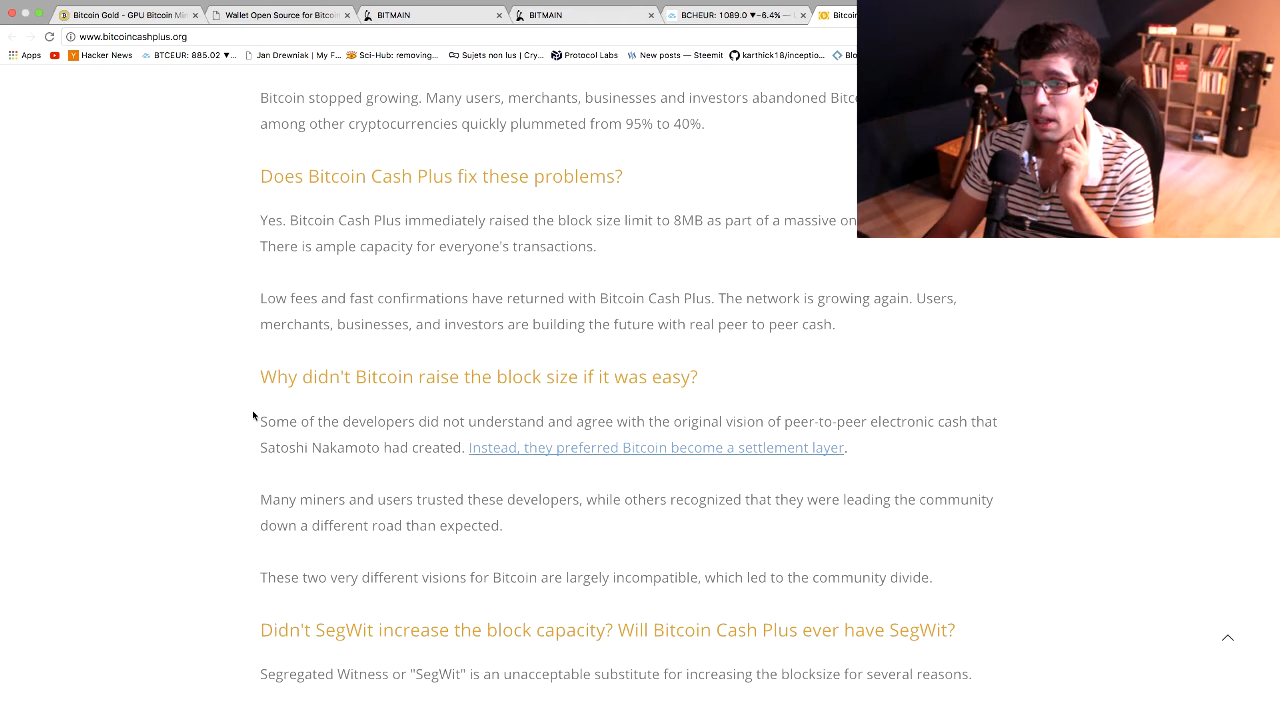 Bitcoin Gold - GPU Bitcoin Mi
Wallet Open Source for Bitcoin
BITMAIN
BITMAIN
BCHEUR: 1089.0 ▼-6.4% —
Bitcoin
www.bitcoincashplus.org
Apps
Hacker News
BTCEUR: 885.02 ▼...
Jan Drewniak | My F...
Sci-Hub: removing...
Sujets non lus | Cry...
Protocol Labs
New posts — Steemit
karthick18/inceptio...
Blo
Bitcoin stopped growing. Many users, merchants, businesses and investors abandoned Bitco
among other cryptocurrencies quickly plummeted from 95% to 40%.
Does Bitcoin Cash Plus fix these problems?
Yes. Bitcoin Cash Plus immediately raised the block size limit to 8MB as part of a massive on
There is ample capacity for everyone's transactions.
Low fees and fast confirmations have returned with Bitcoin Cash Plus. The network is growing again. Users,
merchants, businesses, and investors are building the future with real peer to peer cash.
Why didn't Bitcoin raise the block size if it was easy?
Some of the developers did not understand and agree with the original vision of peer-to-peer electronic cash that
Satoshi Nakamoto had created. Instead, they preferred Bitcoin become a settlement layer.
Many miners and users trusted these developers, while others recognized that they were leading the community
down a different road than expected.
These two very different visions for Bitcoin are largely incompatible, which led to the community divide.
Didn't SegWit increase the block capacity? Will Bitcoin Cash Plus ever have SegWit?
Segregated Witness or "SegWit" is an unacceptable substitute for increasing the blocksize for several reasons.